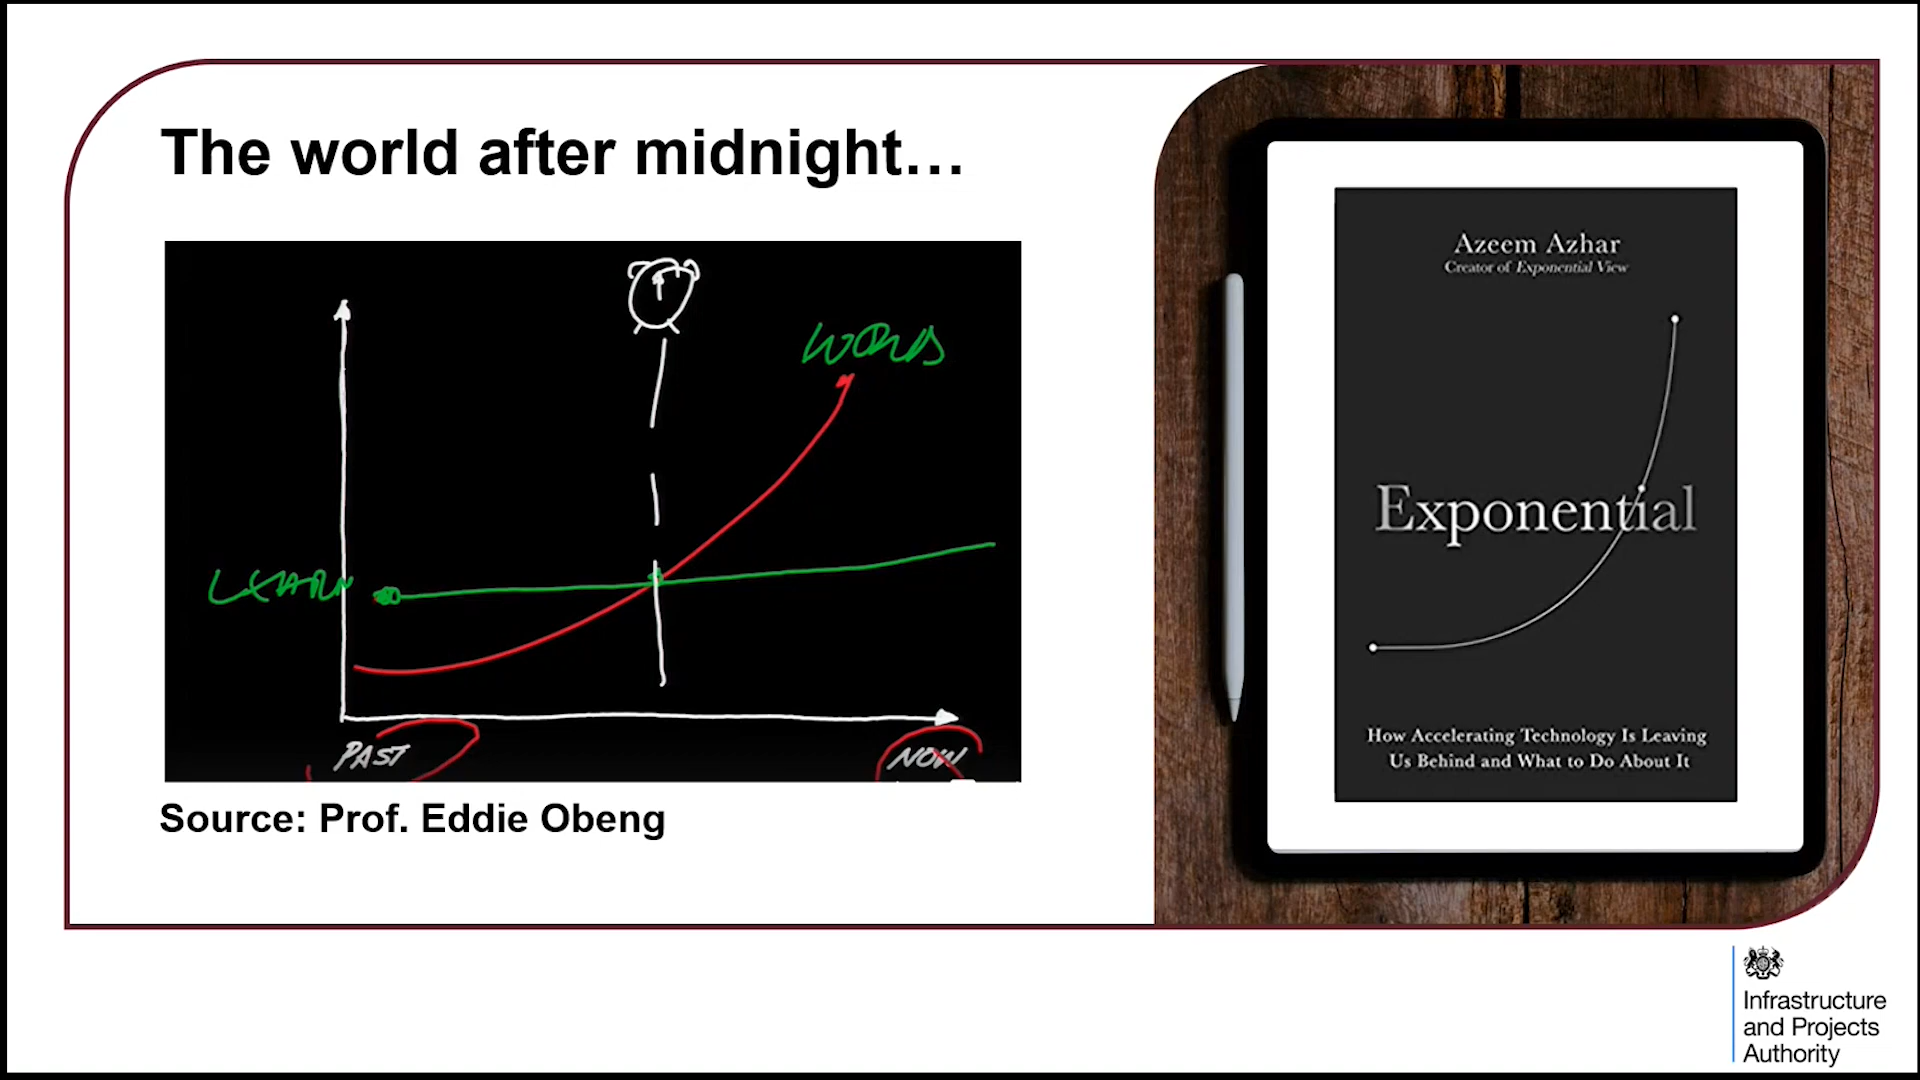 The world after midnight…
WORLD
LEARN
PAST
NOW
Source: Prof. Eddie Obeng
Azeem Azhar
Creator of Exponential View
Exponential
How Accelerating Technology Is Leaving
Us Behind and What to Do About It
Infrastructure
and Projects
Authority